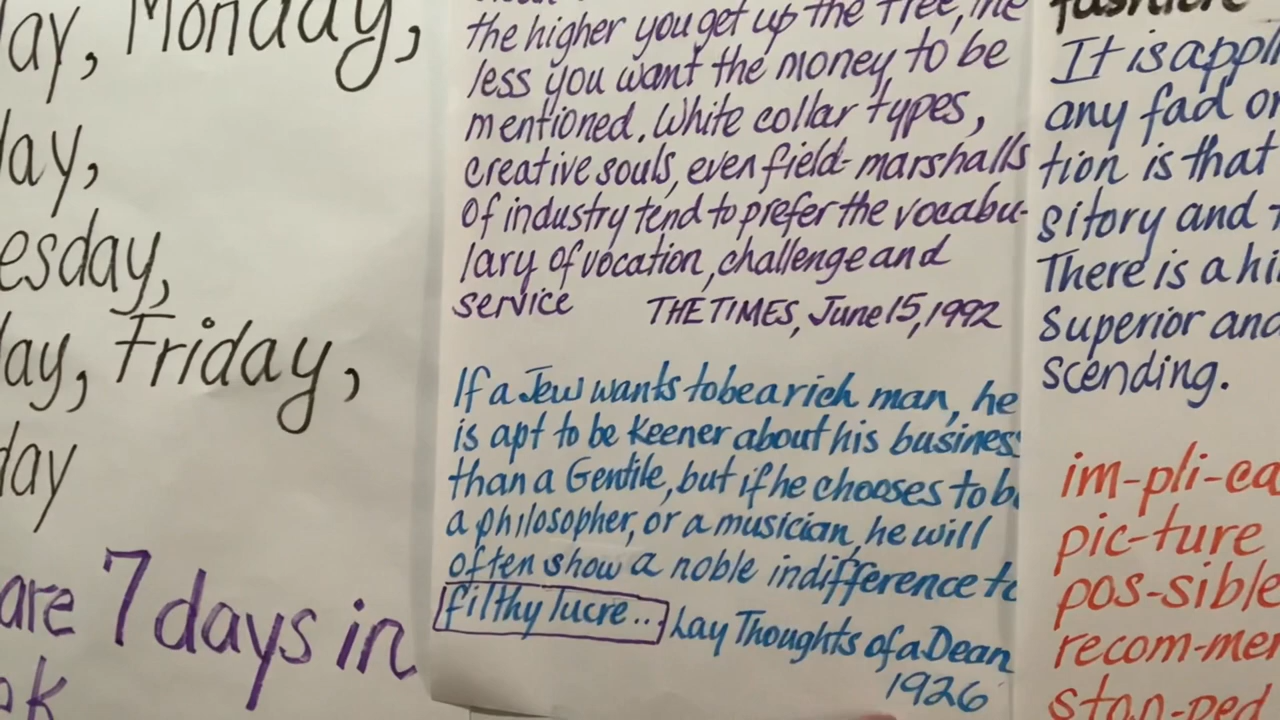 Monday,
day,
esday,
day, Friday,
day
are 7 days in
the higher you get up the tree, the
less you want the money to be
mentioned. White collar types,
creative souls, even field-marshalls
of industry tend to prefer the vocabu-
lary of vocation, challenge and
service THE TIMES, June 15, 1992
If a Jew wants to be a rich man, he
is apt to be keener about his busines
than a Gentile, but if he chooses to b
a philosopher, or a musician, he will
often show a noble indifference to
filthy lucre... Lay Thoughts of a Dean
1926
It is appli
any fad or
tion is that
sitory and
There is a hi
superior and
scending.
im-pli-ca
pic-ture
pos-sible
recom-mer